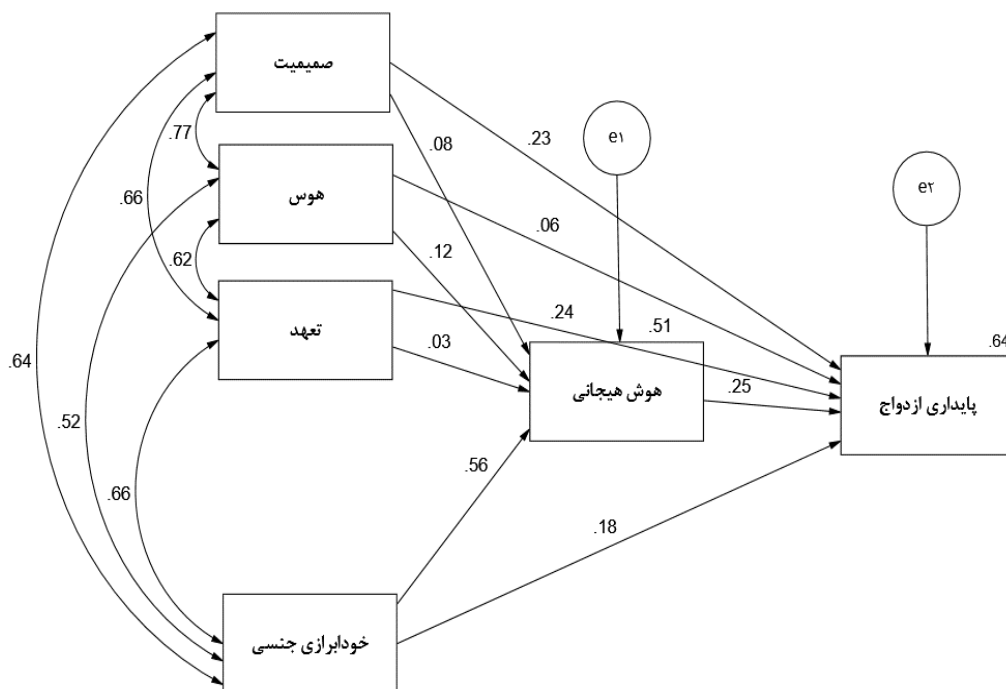 صمیمیت
هوس
تعهد
خودابرازی جنسی
هوش هیجانی
پایداری ازدواج
e۱
e۲
.77
.66
.62
.64
.52
.66
.08
.23
.12
.06
.03
.24
.51
.56
.25
.18
.64